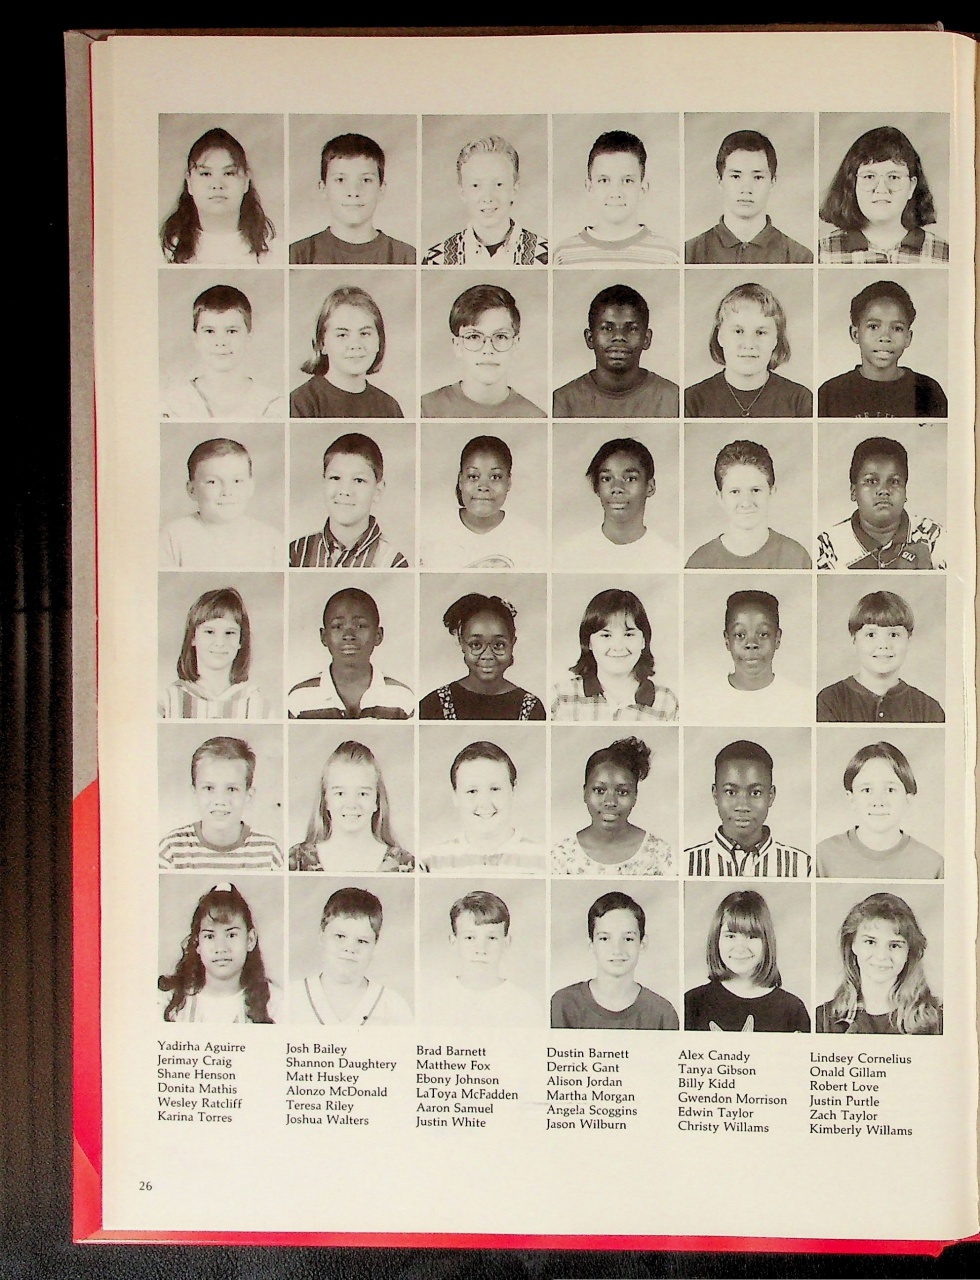 Yadirha Aguirre
Jerimay Craig
Shane Henson
Donita Mathis
Wesley Ratcliff
Karina Torres
Josh Bailey
Shannon Daughtery
Matt Huskey
Alonzo McDonald
Teresa Riley
Joshua Walters
Brad Barnett
Matthew Fox
Ebony Johnson
LaToya McFadden
Aaron Samuel
Justin White
Dustin Barnett
Derrick Gant
Alison Jordan
Martha Morgan
Angela Scoggins
Jason Wilburn
Alex Canady
Tanya Gibson
Billy Kidd
Gwendon Morrison
Edwin Taylor
Christy Willams
Lindsey Cornelius
Onald Gillam
Robert Love
Justin Purtle
Zach Taylor
Kimberly Willams
26